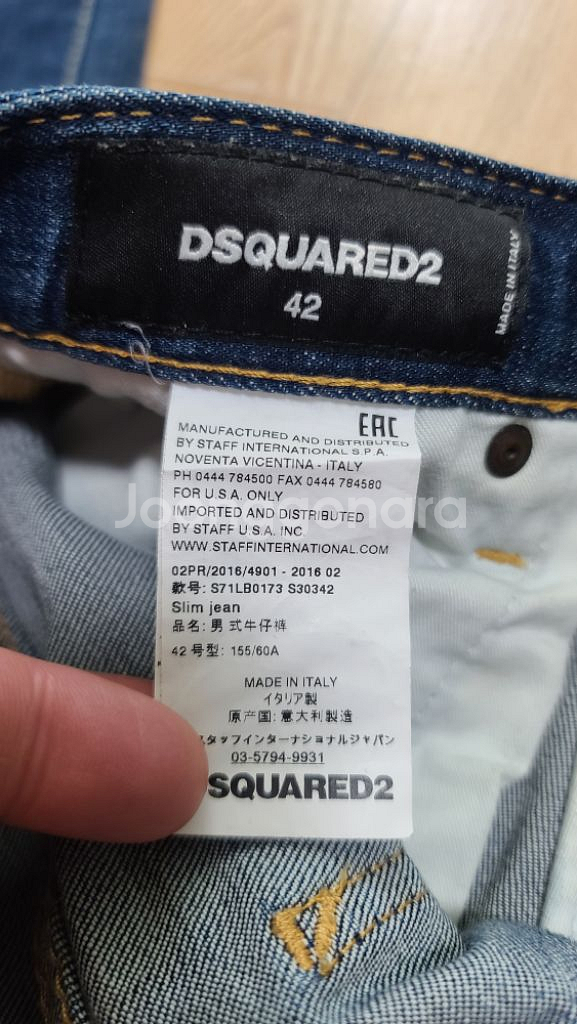 DSQUARED2
42
MADE IN ITALY
EAC
MANUFACTURED AND DISTRIBUTED
BY STAFF INTERNATIONAL S.P.A.
NOVENTA VICENTINA - ITALY
PH 0444 784500 FAX 0444 784580
FOR U.S.A. ONLY
IMPORTED AND DISTRIBUTED
BY STAFF U.S.A. INC
WWW.STAFFINTERNATIONAL.COM
02PR/2016/4901 - 2016 02
款号: S71LB0173 S30342
Slim jean
品名: 男式牛仔裤
42 号型: 155/60A
MADE IN ITALY
イタリア製
原产国: 意大利製造
スタッフインターナショナルジャパン
03-5794-9931
DSQUARED2